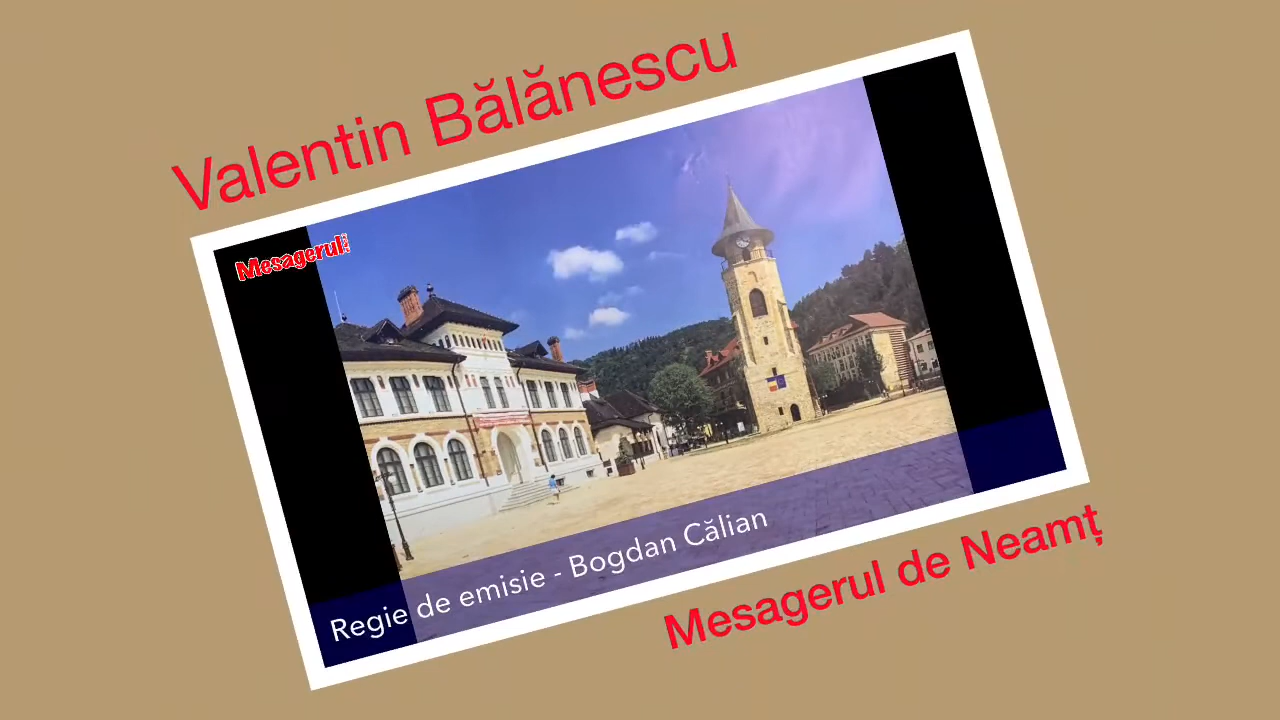 Valentin Bălănescu
Mesagerul
Regie de emisie - Bogdan Călian
Mesagerul de Neamț